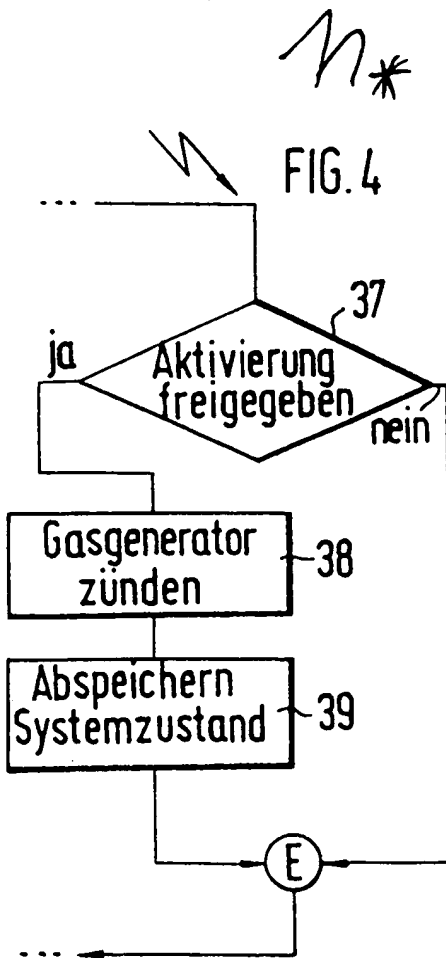 FIG. 4
...
37
ja
Aktivierung
freigegeben
nein
Gasgenerator
zünden
38
Abspeichern
Systemzustand
39
E
...